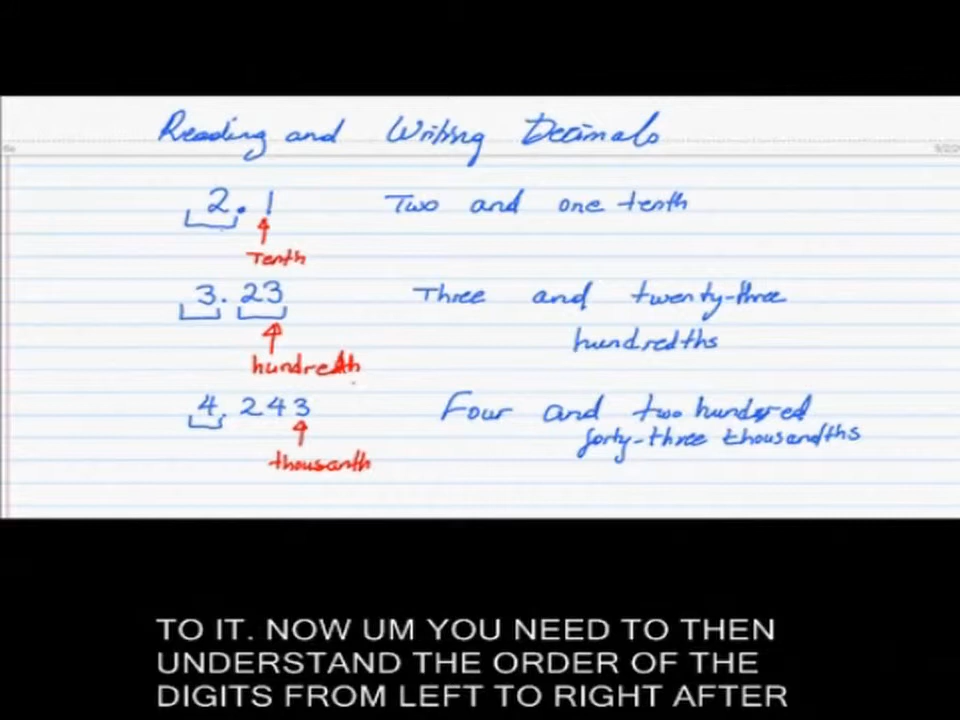 Reading and Writing Decimals
2.1 Two and one tenth
Tenth
3.23 Three and twenty-three
hundredths
hundredth
4.243 Four and two hundred
forty-three thousandths
thousanth
TO IT. NOW UM YOU NEED TO THEN
UNDERSTAND THE ORDER OF THE
DIGITS FROM LEFT TO RIGHT AFTER